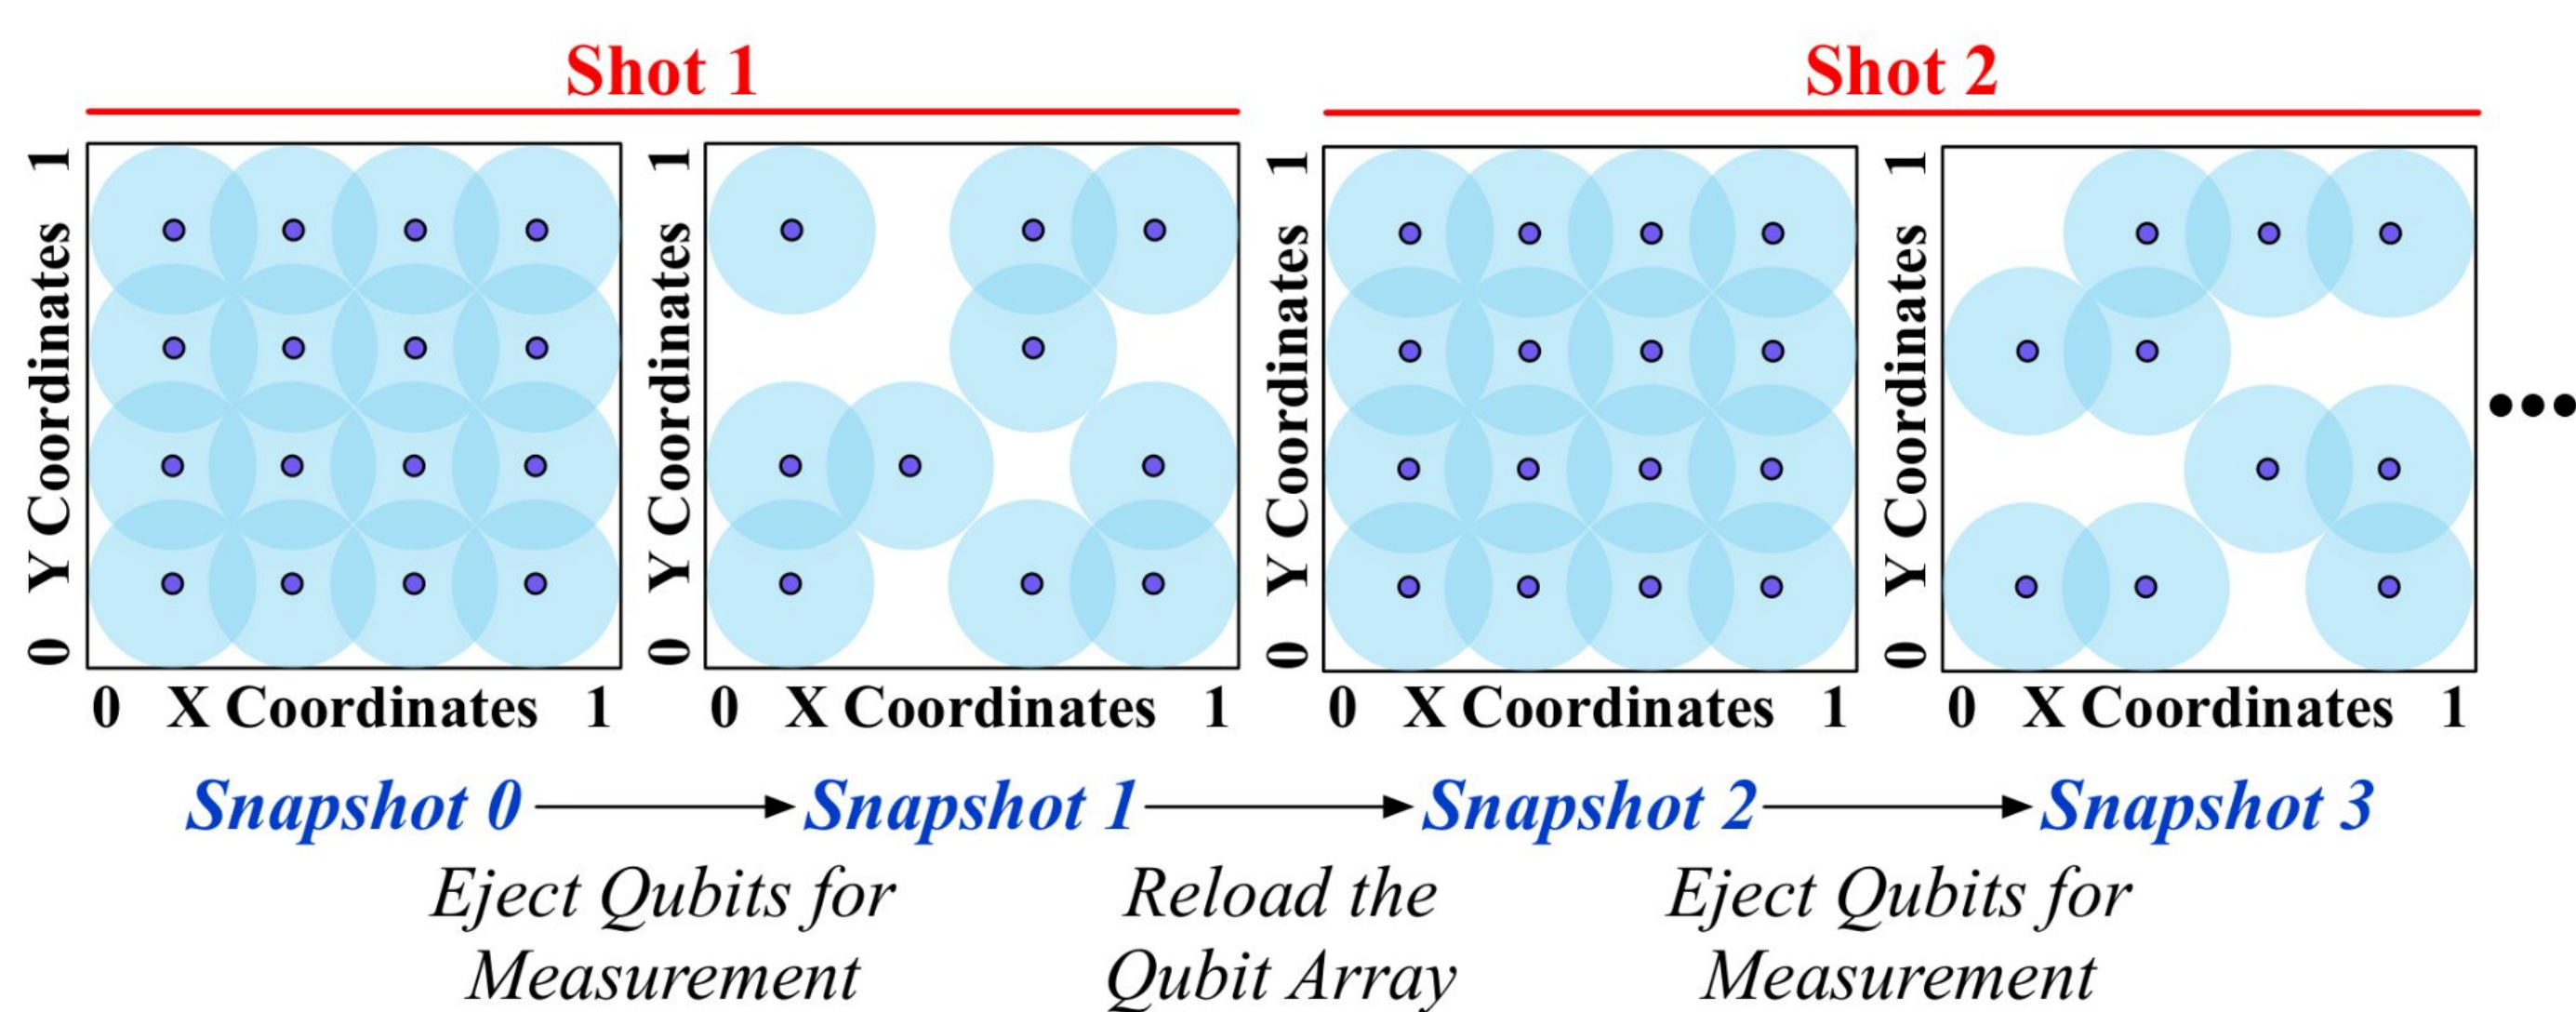 Shot 1
Shot 2
0 Y Coordinates 1
0 Y Coordinates 1
0 Y Coordinates 1
0 Y Coordinates 1
0 X Coordinates 1
0 X Coordinates 1
0 X Coordinates 1
0 X Coordinates 1
Snapshot 0
Snapshot 1
Snapshot 2
Snapshot 3
Eject Qubits for
Measurement
Reload the
Qubit Array
Eject Qubits for
Measurement